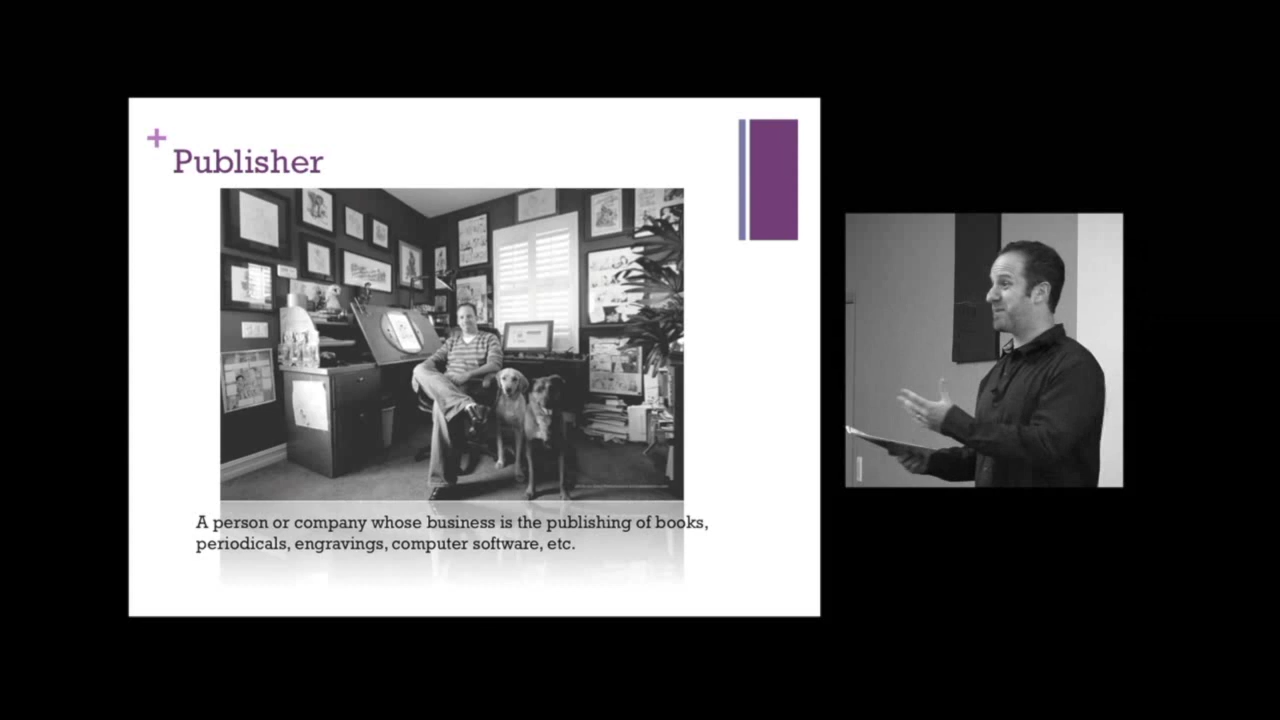 Publisher
A person or company whose business is the publishing of books,
periodicals, engravings, computer software, etc.